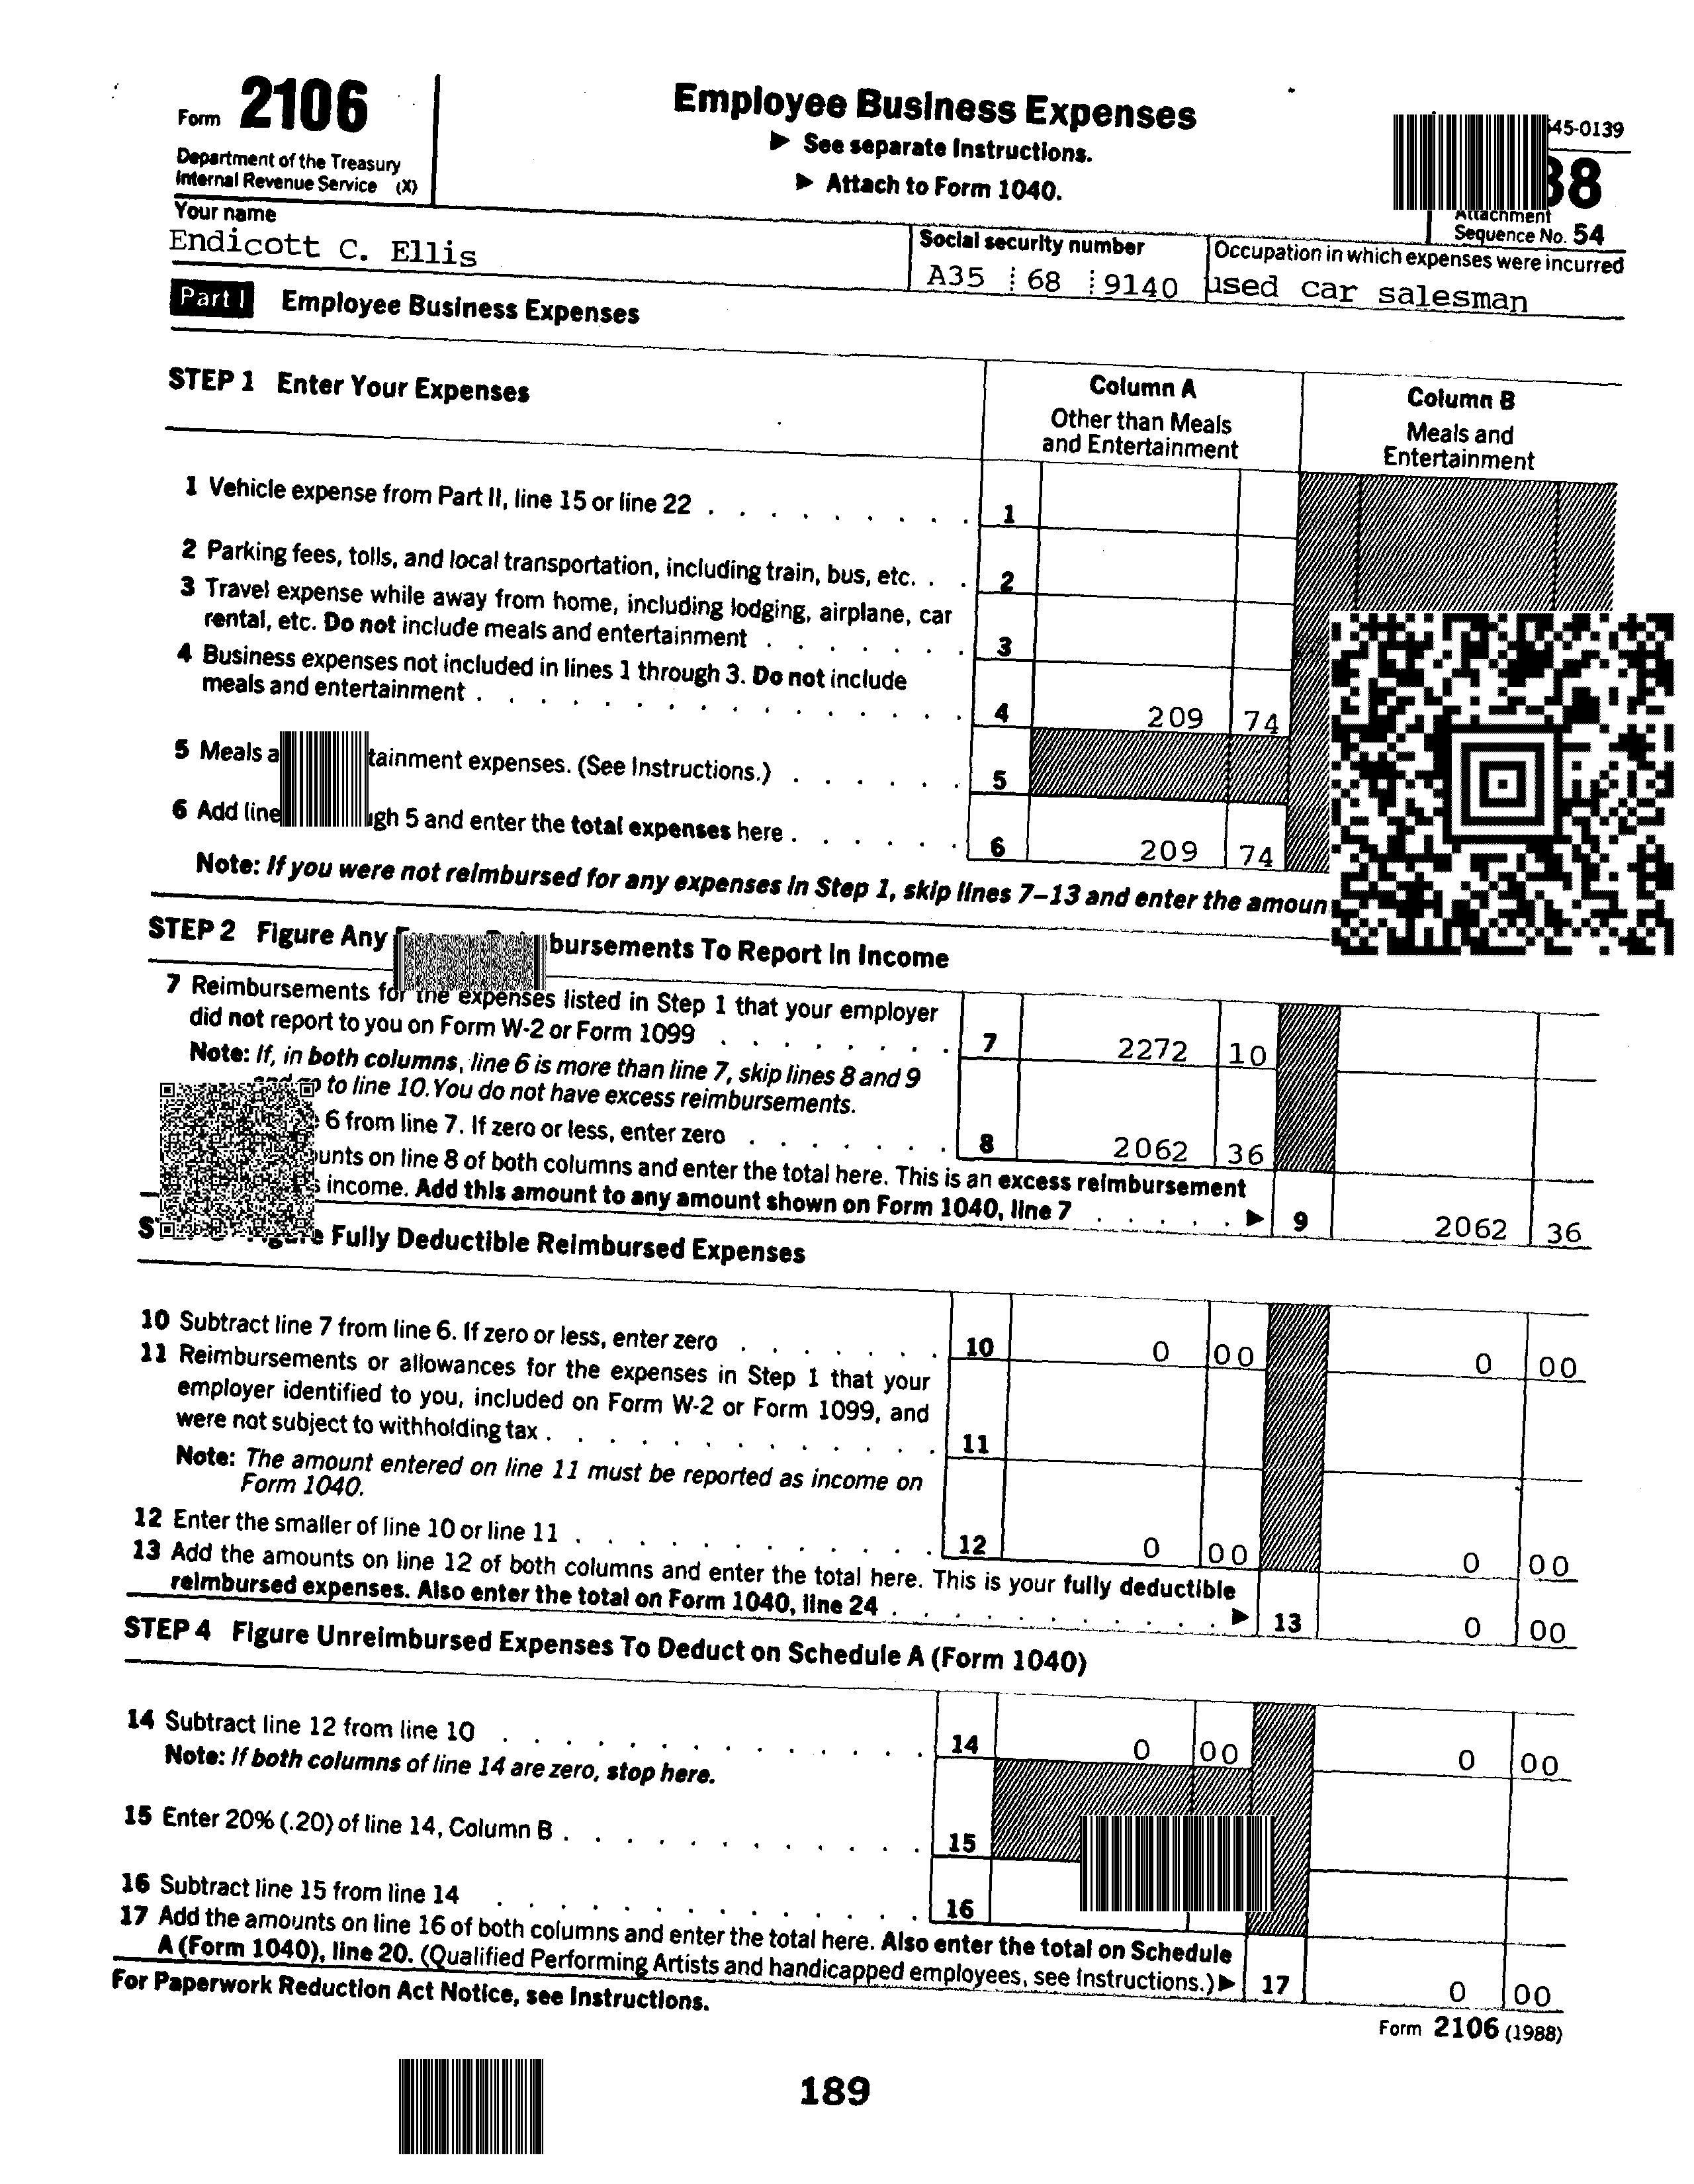 Form 2106
Department of the Treasury
Internal Revenue Service (X)
Employee Business Expenses
▶ See separate Instructions.
▶ Attach to Form 1040.
45-0139
88
Attachment
Sequence No. 54
Your name
Endicott C. Ellis
Social security number
A35 68 9140
Occupation in which expenses were incurred
used car salesman
Part I Employee Business Expenses
STEP 1 Enter Your Expenses
Column A
Other than Meals
and Entertainment
Column B
Meals and
Entertainment
1 Vehicle expense from Part II, line 15 or line 22 . . . . . . . . . 1
2 Parking fees, tolls, and local transportation, including train, bus, etc. . . 2
3 Travel expense while away from home, including lodging, airplane, car
rental, etc. Do not include meals and entertainment . . . . . . . 3
4 Business expenses not included in lines 1 through 3. Do not include
meals and entertainment . . . . . . . . . . . . . . 4 209 74
5 Meals a tainment expenses. (See Instructions.) . . . . . . 5
6 Add line gh 5 and enter the total expenses here . . . . . . 6 209 74
Note: If you were not reimbursed for any expenses in Step 1, skip lines 7–13 and enter the amoun
STEP 2 Figure Any bursements To Report In Income
7 Reimbursements for the expenses listed in Step 1 that your employer
did not report to you on Form W-2 or Form 1099 . . . . . . . . 7 2272 10
Note: If, in both columns, line 6 is more than line 7, skip lines 8 and 9
to line 10. You do not have excess reimbursements.
6 from line 7. If zero or less, enter zero . . . . . . . 8 2062 36
unts on line 8 of both columns and enter the total here. This is an excess reimbursement
income. Add this amount to any amount shown on Form 1040, line 7 . . . . . ▶ 9 2062 36
Fully Deductible Reimbursed Expenses
10 Subtract line 7 from line 6. If zero or less, enter zero . . . . . . . 10 0 00 0 00
11 Reimbursements or allowances for the expenses in Step 1 that your
employer identified to you, included on Form W-2 or Form 1099, and
were not subject to withholding tax . . . . . . . . . . . . 11
Note: The amount entered on line 11 must be reported as income on
Form 1040.
12 Enter the smaller of line 10 or line 11 . . . . . . . . . . . 12 0 00 0 00
13 Add the amounts on line 12 of both columns and enter the total here. This is your fully deductible
reimbursed expenses. Also enter the total on Form 1040, line 24 . . . . . . . . . . . ▶ 13 0 00
STEP 4 Figure Unreimbursed Expenses To Deduct on Schedule A (Form 1040)
14 Subtract line 12 from line 10 . . . . . . . . . . . . . . 14 0 00 0 00
Note: If both columns of line 14 are zero, stop here.
15 Enter 20% (.20) of line 14, Column B . . . . . . . . . . . . 15
16 Subtract line 15 from line 14 . . . . . . . . . . . . . . 16
17 Add the amounts on line 16 of both columns and enter the total here. Also enter the total on Schedule
A (Form 1040), line 20. (Qualified Performing Artists and handicapped employees, see Instructions.) ▶ 17 0 00
For Paperwork Reduction Act Notice, see Instructions.
Form 2106 (1988)
189